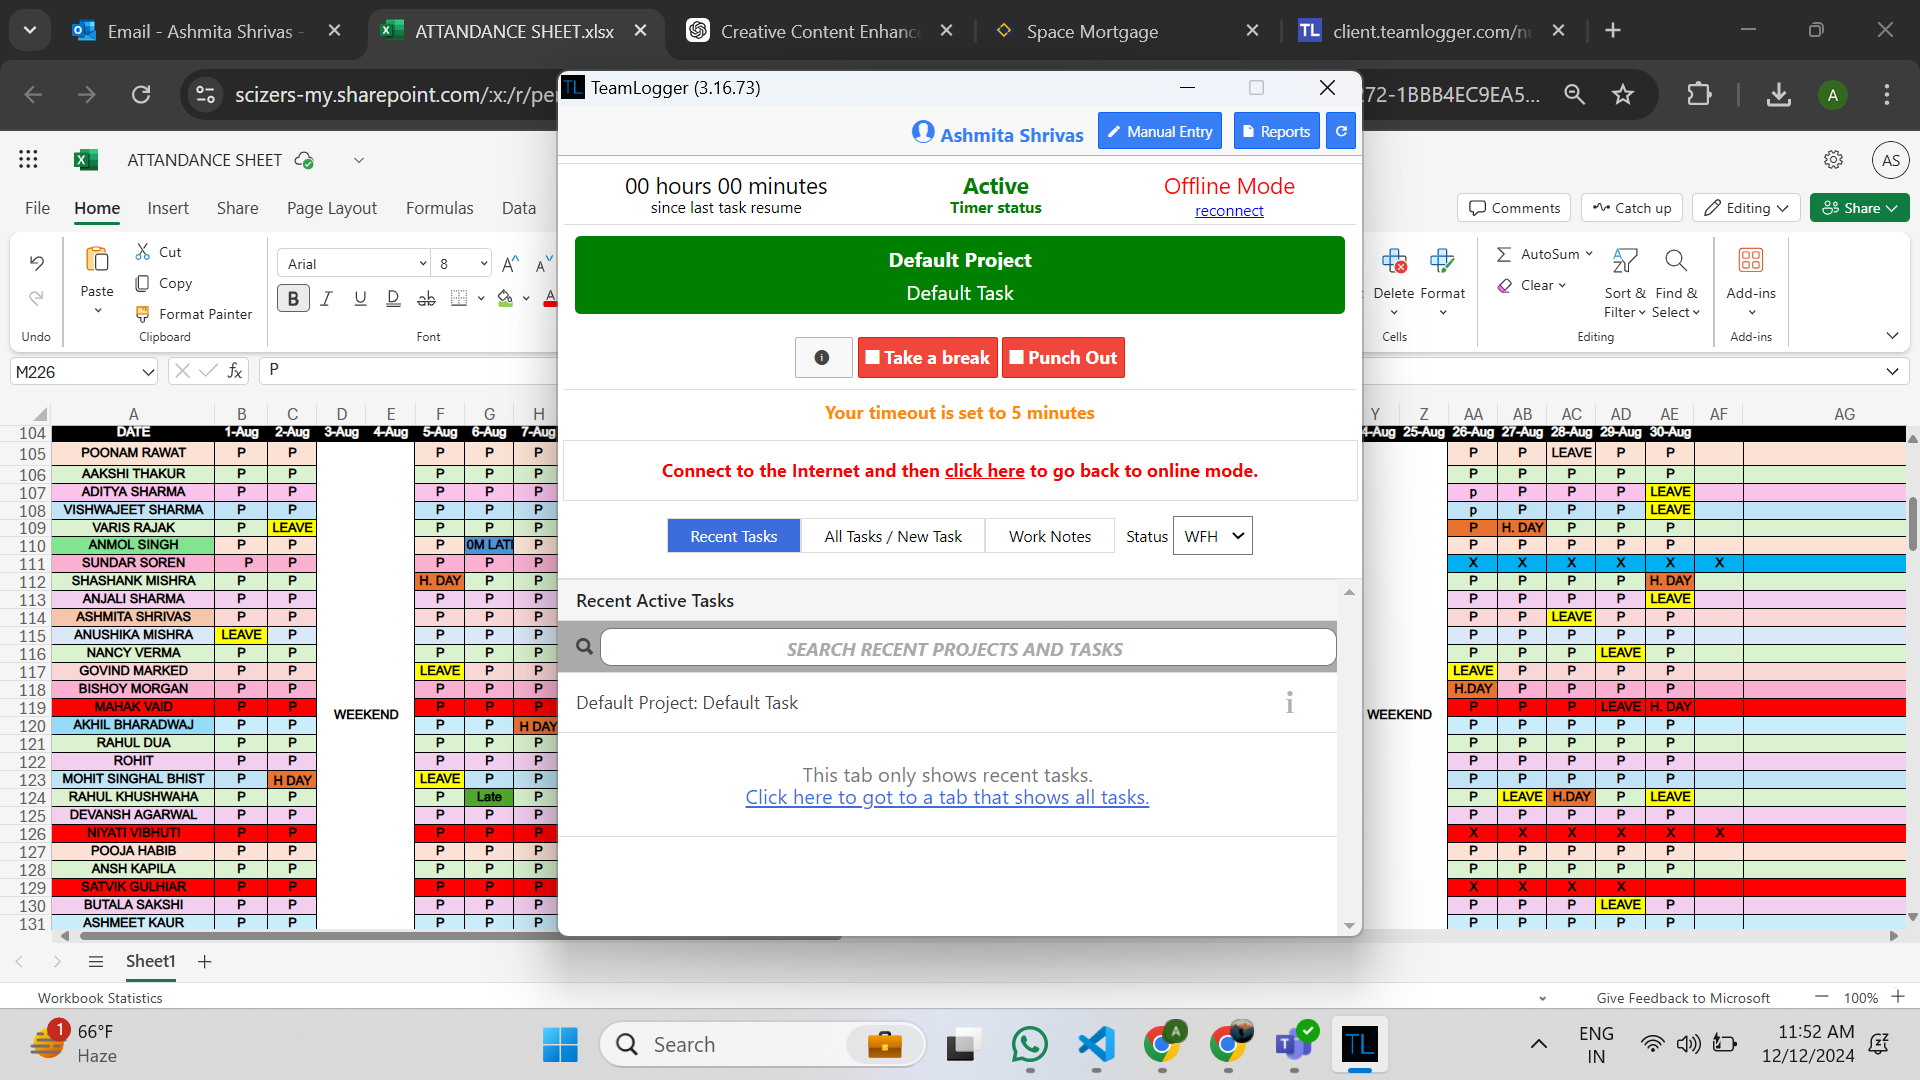 Email - Ashmita Shrivas -
ATTANDANCE SHEET.xlsx
Creative Content Enhance
Space Mortgage
TL client.teamlogger.com/nu
scizers-my.sharepoint.com/:x:/r/per
272-1BBB4EC9EA5...
A
TL TeamLogger (3.16.73)
Ashmita Shrivas
Manual Entry
Reports
00 hours 00 minutes
since last task resume
Active
Timer status
Offline Mode
reconnect
Default Project
Default Task
Take a break
Punch Out
Your timeout is set to 5 minutes
Connect to the Internet and then click here to go back to online mode.
Recent Tasks
All Tasks / New Task
Work Notes
Status
WFH
Recent Active Tasks
SEARCH RECENT PROJECTS AND TASKS
Default Project: Default Task
This tab only shows recent tasks.
Click here to got to a tab that shows all tasks.
ATTANDANCE SHEET
AS
File Home Insert Share Page Layout Formulas Data
Comments Catch up Editing Share
Paste Cut
Copy
Format Painter
Arial 8
B I U D ab A
Undo Clipboard Font
Delete Format
AutoSum
Clear
Sort & Filter
Find & Select
Add-ins
Cells Editing Add-ins
M226 fx P
A B C D E F G H Y Z AA AB AC AD AE AF AG
104 DATE 1-Aug 2-Aug 3-Aug 4-Aug 5-Aug 6-Aug 7-Aug 4-Aug 25-Aug 26-Aug 27-Aug 28-Aug 29-Aug 30-Aug
105 POONAM RAWAT P P P P P P P LEAVE P P
106 AAKSHI THAKUR P P P P P P P P P P
107 ADITYA SHARMA P P P P P p P P P LEAVE
108 VISHWAJEET SHARMA P P P P P p P P P LEAVE
109 VARIS RAJAK P LEAVE P P P P H. DAY P P P
110 ANMOL SINGH P P P 0M LATI P P P P P P
111 SUNDAR SOREN P P P P P X X X X X X
112 SHASHANK MISHRA P P H. DAY P P P P P P H. DAY
113 ANJALI SHARMA P P P P P P P P P LEAVE
114 ASHMITA SHRIVAS P P P P P P P LEAVE P P
115 ANUSHIKA MISHRA LEAVE P P P P P P P P P
116 NANCY VERMA P P P P P P P P LEAVE P
117 GOVIND MARKED P P LEAVE P P LEAVE P P P P
118 BISHOY MORGAN P P P P P H.DAY P P P P
119 MAHAK VAID P P WEEKEND P P P WEEKEND P P P LEAVE H. DAY
120 AKHIL BHARADWAJ P P P P H DAY P P P P P
121 RAHUL DUA P P P P P P P P P P
122 ROHIT P P P P P P P P P P
123 MOHIT SINGHAL BHIST P H DAY LEAVE P P P P P P P
124 RAHUL KHUSHWAHA P P P Late P P LEAVE H.DAY P LEAVE
125 DEVANSH AGARWAL P P P P P P P P P P
126 NIYATI VIBHUTI P P P P P X X X X X X
127 POOJA HABIB P P P P P P P P P P
128 ANSH KAPILA P P P P P P P P P P
129 SATVIK GULHIAR P P P P P X X X X
130 BUTALA SAKSHI P P P P P P P P LEAVE P
131 ASHMEET KAUR P P P P P P P P P P
Sheet1
Workbook Statistics
Give Feedback to Microsoft
100%
1
66°F
Haze
Search
A
TL
ENG
IN
11:52 AM
12/12/2024